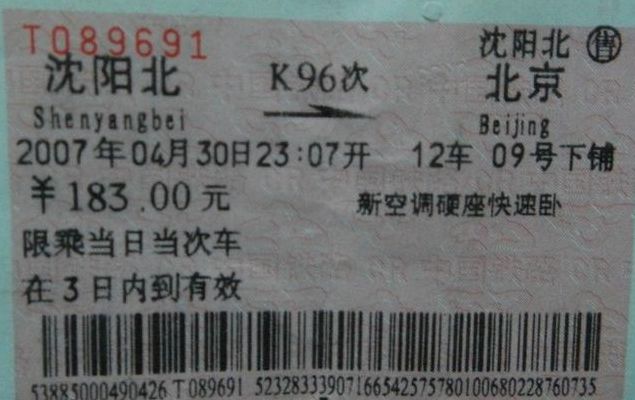 T089691
沈阳北 售
沈阳北 K96次 北京
Shenyangbei Beijing
2007年04月30日23:07开 12车 09号下铺
￥183.00元 新空调硬座快速卧
限乘当日当次车
在3日内到有效
53885000490426 T089691 52328333907166542575780100680228760735